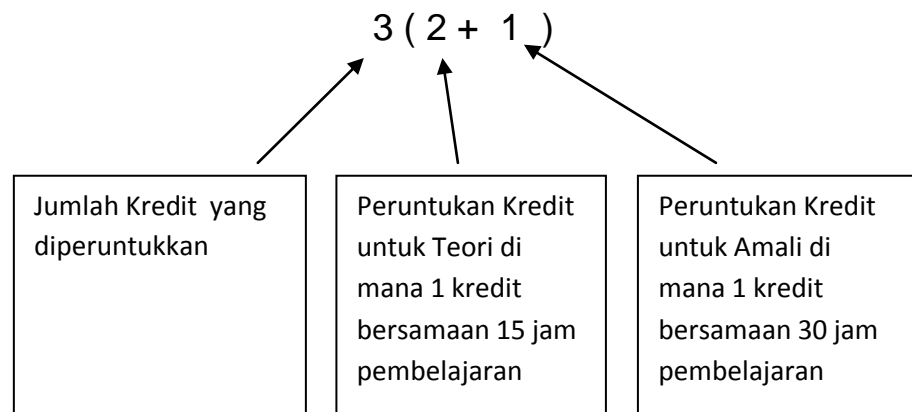 3 ( 2 + 1 )
Jumlah Kredit yang
diperuntukkan
Peruntukan Kredit
untuk Teori di
mana 1 kredit
bersamaan 15 jam
pembelajaran
Peruntukan Kredit
untuk Amali di
mana 1 kredit
bersamaan 30 jam
pembelajaran